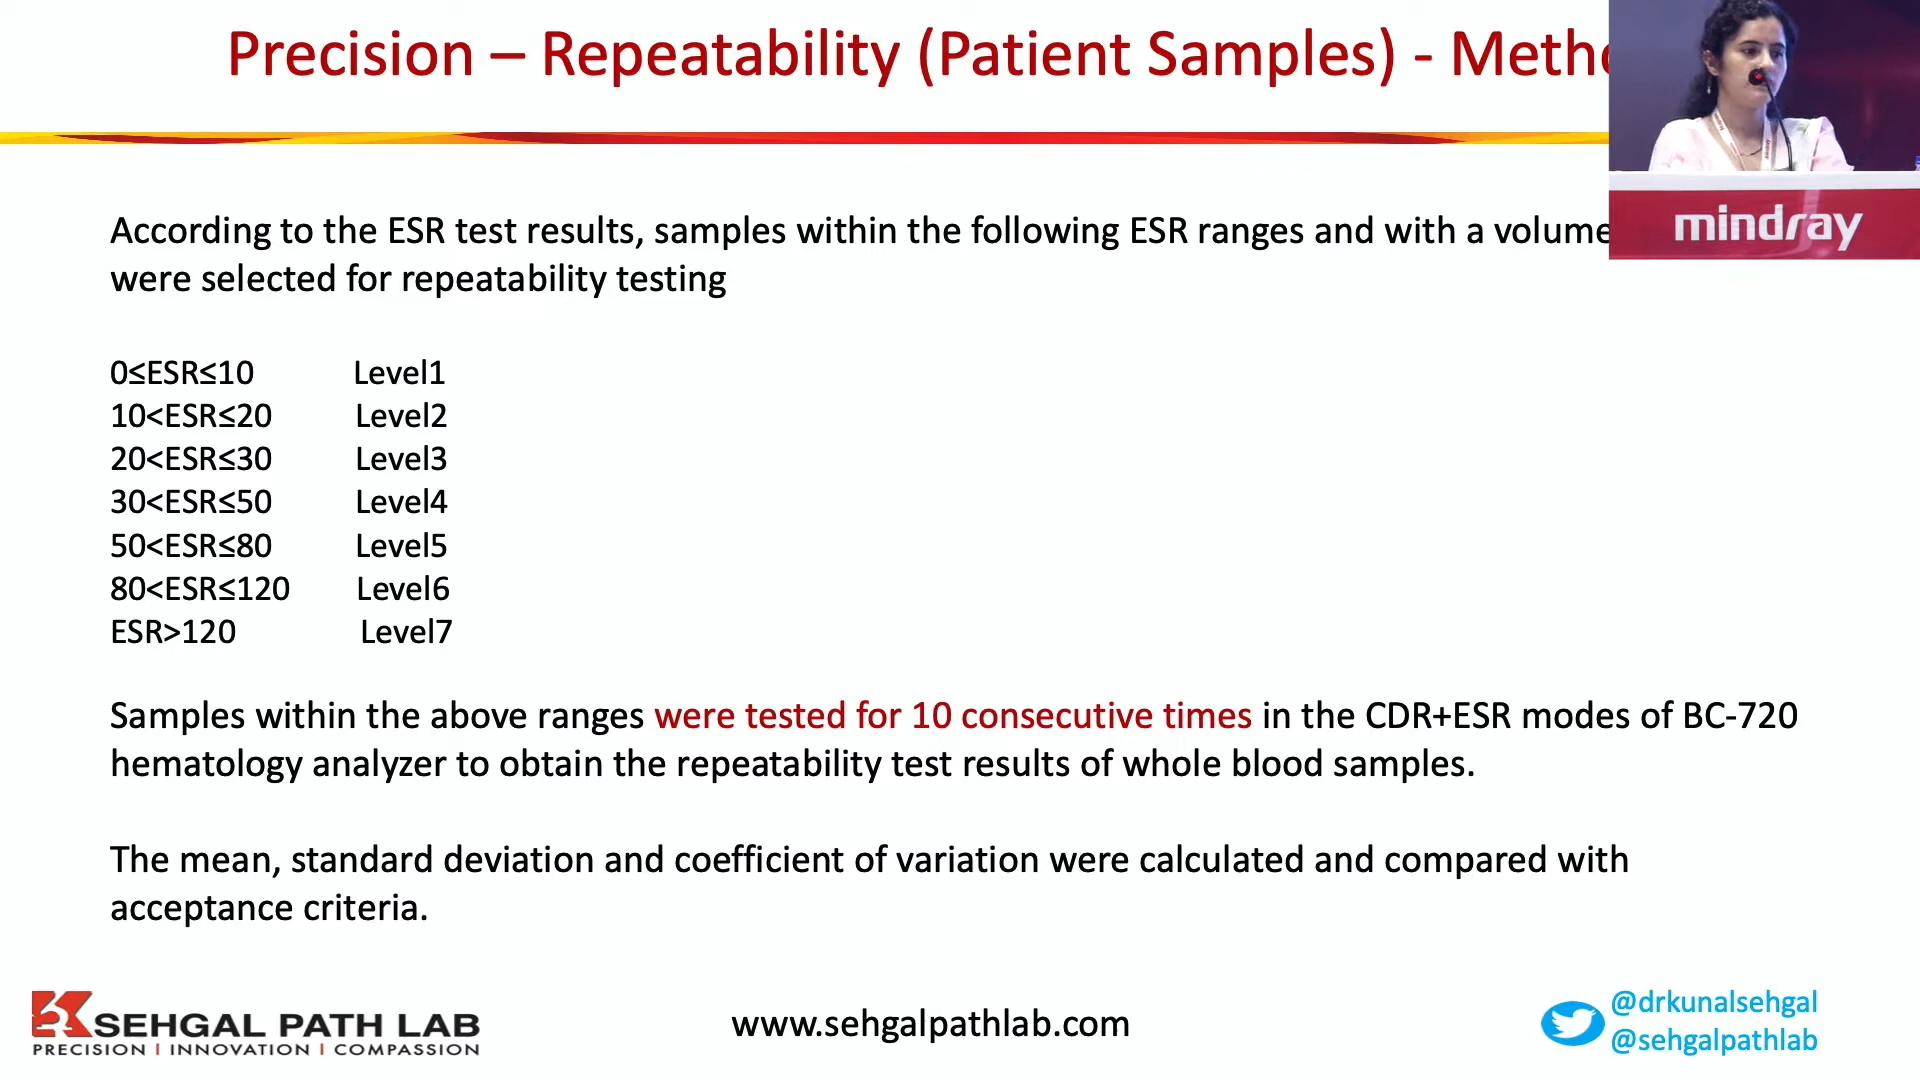 Precision – Repeatability (Patient Samples) - Metho
mindray
According to the ESR test results, samples within the following ESR ranges and with a volume
were selected for repeatability testing
0≤ESR≤10 Level1
10<ESR≤20 Level2
20<ESR≤30 Level3
30<ESR≤50 Level4
50<ESR≤80 Level5
80<ESR≤120 Level6
ESR>120 Level7
Samples within the above ranges were tested for 10 consecutive times in the CDR+ESR modes of BC-720
hematology analyzer to obtain the repeatability test results of whole blood samples.
The mean, standard deviation and coefficient of variation were calculated and compared with
acceptance criteria.
SEHGAL PATH LAB
PRECISION I INNOVATION I COMPASSION
www.sehgalpathlab.com
@drkunalsehgal
@sehgalpathlab